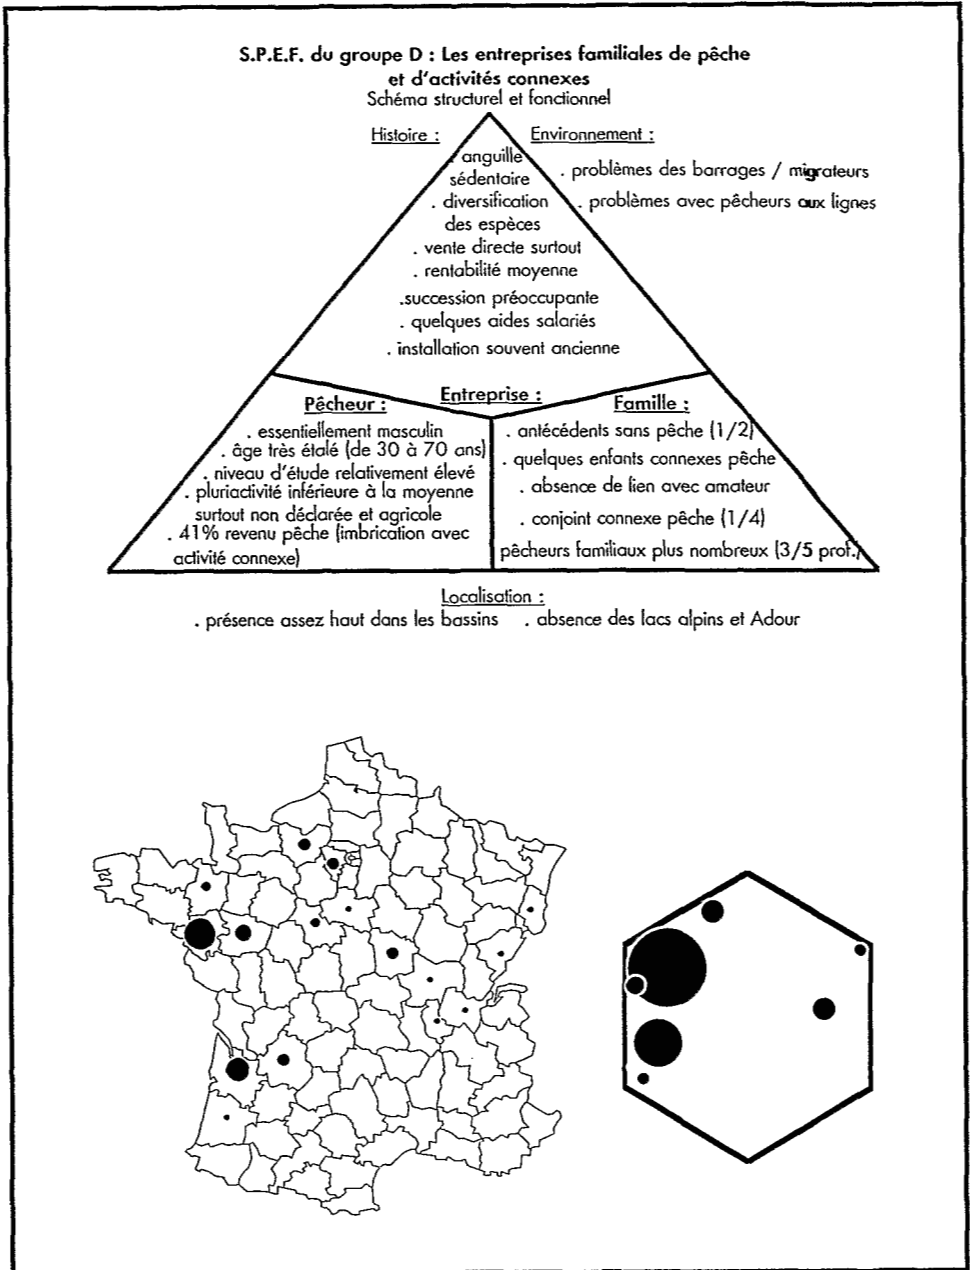 S.P.E.F. du groupe D : Les entreprises familiales de pêche
et d'activités connexes
Schéma structurel et fonctionnel
Histoire :
Environnement :
anguille
sédentaire
. diversification
des espèces
. vente directe surtout
. rentabilité moyenne
.succession préoccupante
. quelques aides salariés
. installation souvent ancienne
. problèmes des barrages / migrateurs
. problèmes avec pêcheurs aux lignes
Entreprise :
Pêcheur :
. essentiellement masculin
. âge très étalé (de 30 à 70 ans)
. niveau d'étude relativement élevé
. pluriactivité inférieure à la moyenne
surtout non déclarée et agricole
. 41% revenu pêche (imbrication avec
activité connexe)
Famille :
. antécédents sans pêche (1/2)
. quelques enfants connexes pêche
. absence de lien avec amateur
. conjoint connexe pêche (1/4)
pêcheurs familiaux plus nombreux (3/5 prof.)
Localisation :
. présence assez haut dans les bassins . absence des lacs alpins et Adour